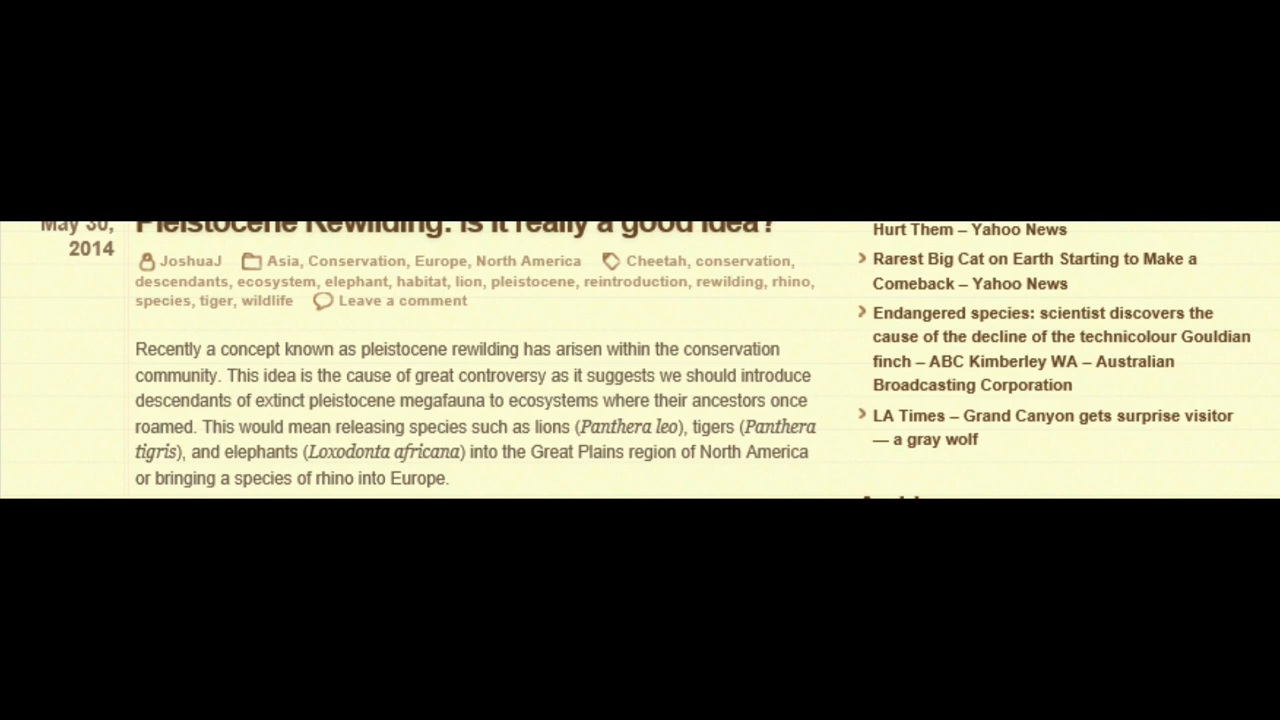 May 30,
2014
Pleistocene Rewilding: Is it really a good idea?
JoshuaJ Asia, Conservation, Europe, North America Cheetah, conservation,
descendants, ecosystem, elephant, habitat, lion, pleistocene, reintroduction, rewilding, rhino,
species, tiger, wildlife Leave a comment
Recently a concept known as pleistocene rewilding has arisen within the conservation
community. This idea is the cause of great controversy as it suggests we should introduce
descendants of extinct pleistocene megafauna to ecosystems where their ancestors once
roamed. This would mean releasing species such as lions (Panthera leo), tigers (Panthera
tigris), and elephants (Loxodonta africana) into the Great Plains region of North America
or bringing a species of rhino into Europe.
Hurt Them – Yahoo News
Rarest Big Cat on Earth Starting to Make a
Comeback – Yahoo News
Endangered species: scientist discovers the
cause of the decline of the technicolour Gouldian
finch – ABC Kimberley WA – Australian
Broadcasting Corporation
LA Times – Grand Canyon gets surprise visitor
— a gray wolf